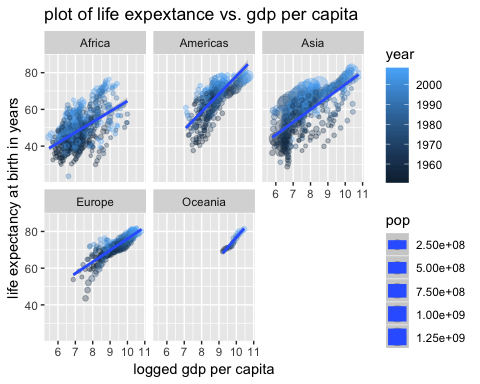 plot of life expextance vs. gdp per capita
Africa
Americas
Asia
80
60
40
6 7 8 9 10 11
Europe
Oceania
80
60
40
6 7 8 9 10 11
6 7 8 9 10 11
life expectancy at birth in years
logged gdp per capita
year
2000
1990
1980
1970
1960
pop
2.50e+08
5.00e+08
7.50e+08
1.00e+09
1.25e+09